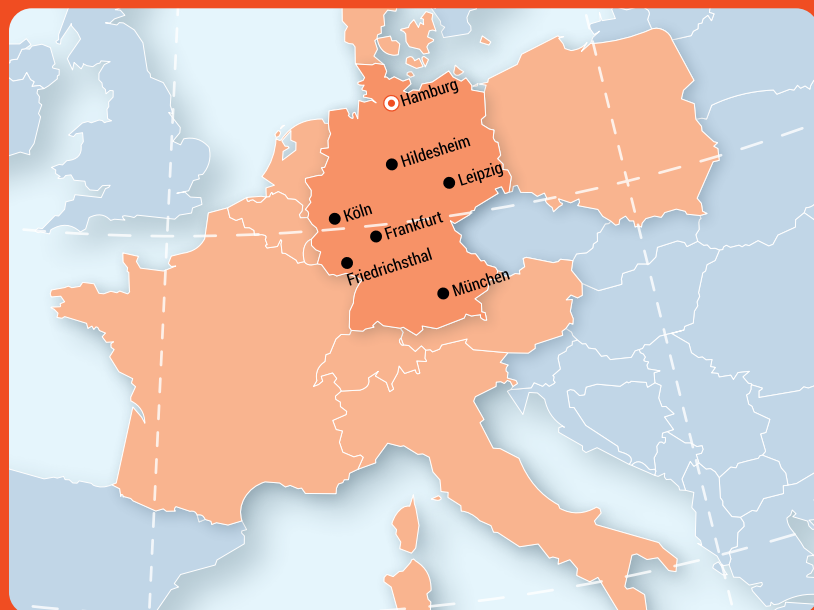 Hamburg
Hildesheim
Leipzig
Köln
Frankfurt
Friedrichsthal
München